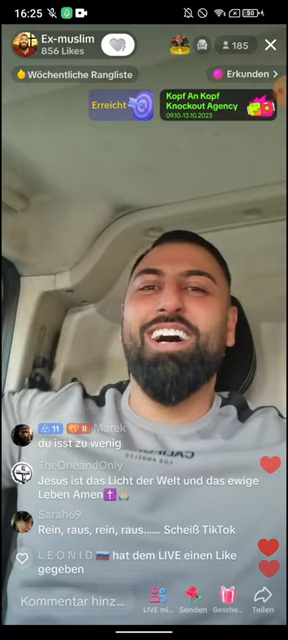 16:25
50
Ex-muslim
856 Likes
185
Wöchentliche Rangliste
Erkunden >
Erreicht
Kopf An Kopf
Knockout Agency
09.10-13.10.2023
11 II Marek
du isst zu wenig
TheOneandOnly
Jesus ist das Licht der Welt und das ewige
Leben Amen✝️🙏🏼
Sarah69
Rein, raus, rein, raus...... Scheiß TikTok
L E O N I D 🇷🇺 hat dem LIVE einen Like
gegeben
Kommentar hinz...
LIVE mi... Senden Gesche... Teilen